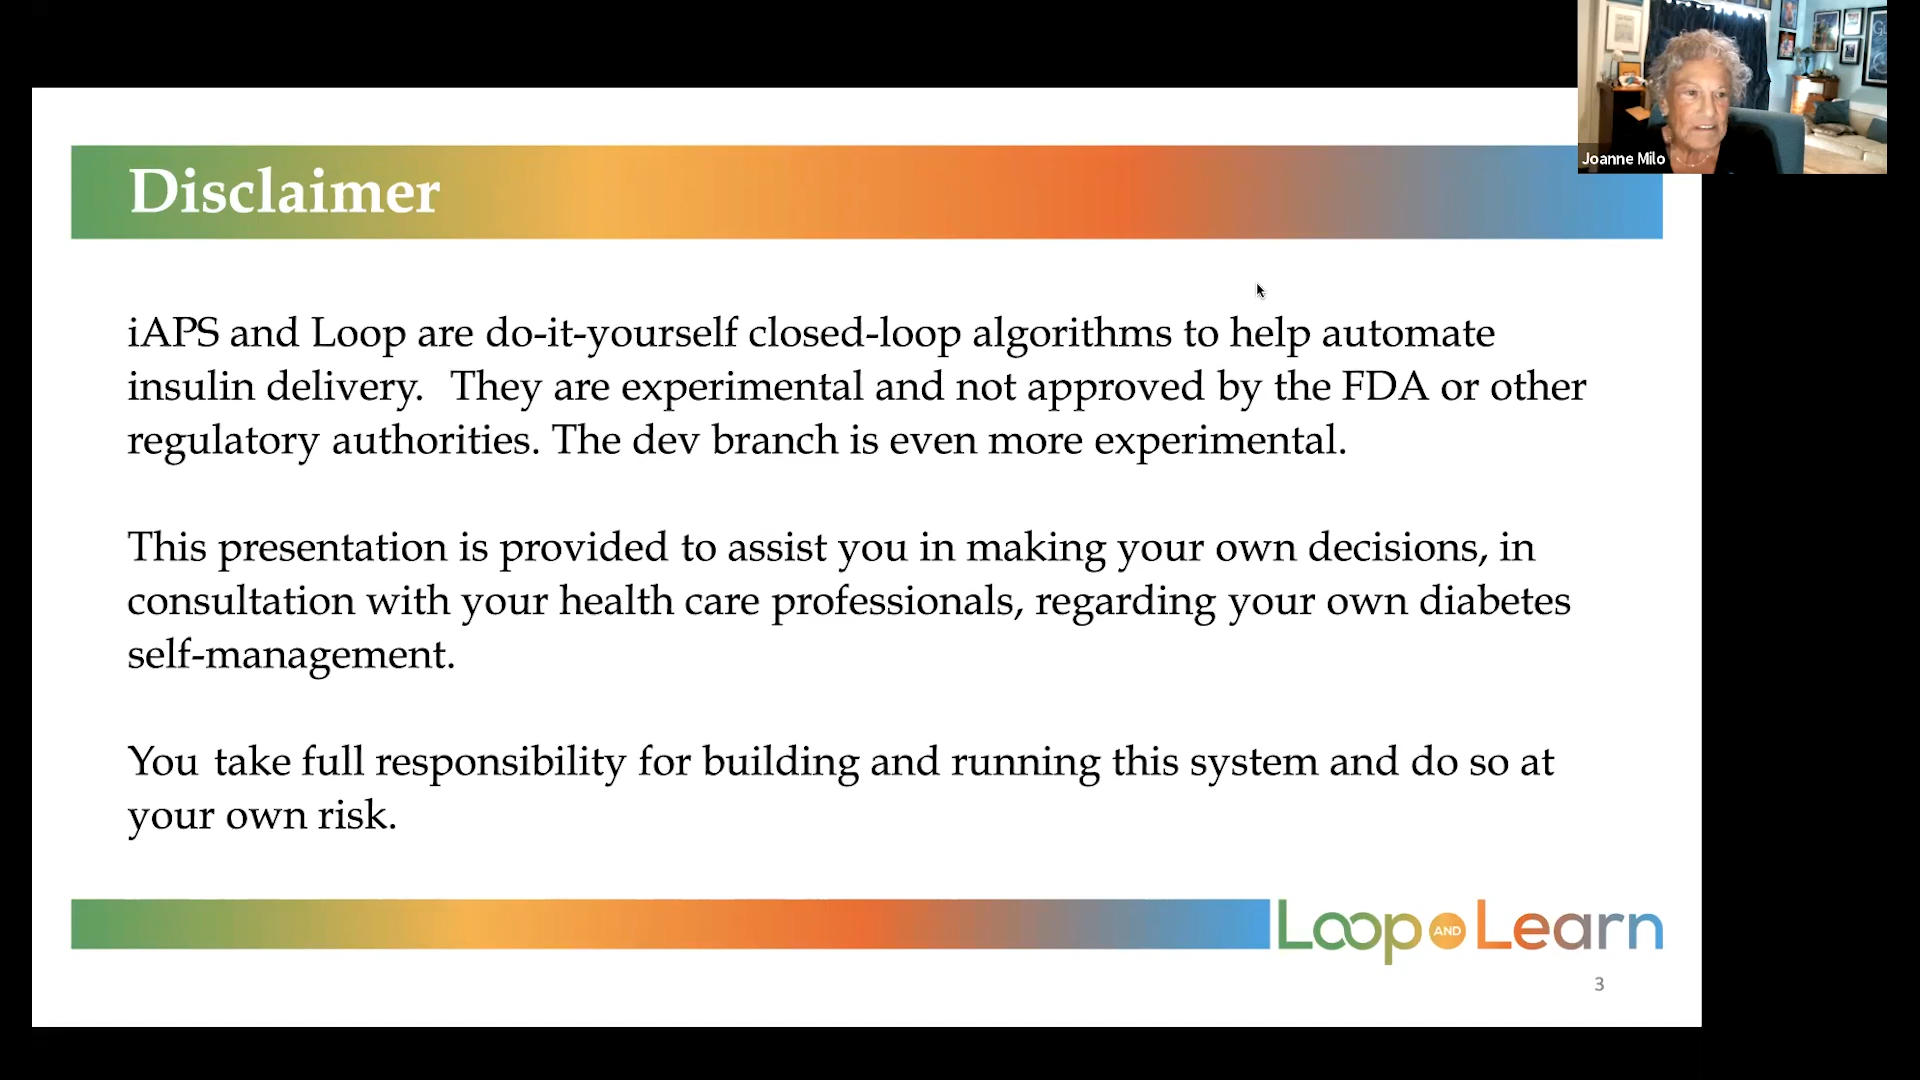 Joanne Milo
Disclaimer
iAPS and Loop are do-it-yourself closed-loop algorithms to help automate
insulin delivery.  They are experimental and not approved by the FDA or other
regulatory authorities. The dev branch is even more experimental.
This presentation is provided to assist you in making your own decisions, in
consultation with your health care professionals, regarding your own diabetes
self-management.
You take full responsibility for building and running this system and do so at
your own risk.
Loop AND Learn
3